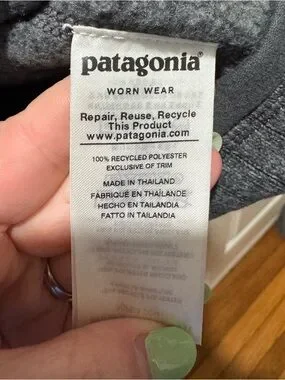 patagonia®
WORN WEAR
Repair, Reuse, Recycle
This Product
www.patagonia.com
100% RECYCLED POLYESTER
EXCLUSIVE OF TRIM
MADE IN THAILAND
FABRIQUÉ EN THAÏLANDE
HECHO EN TAILANDIA
FATTO IN TAILANDIA